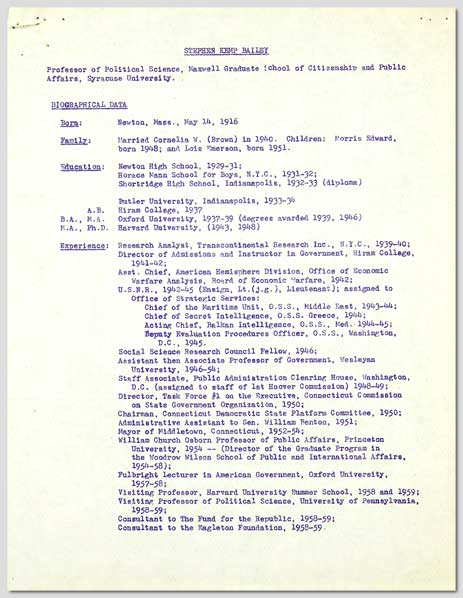 STEPHEN KEMP BAILEY
Professor of Political Science, Maxwell Graduate School of Citizenship and Public
Affairs, Syracuse University.
BIOGRAPHICAL DATA
Born: Newton, Mass., May 14, 1916
Family: Married Cornelia W. (Brown) in 1940. Children: Morris Edward,
born 1948; and Lois Emerson, born 1951.
Education: Newton High School, 1929-31;
Horace Mann School for Boys, N.Y.C., 1931-32;
Shortridge High School, Indianapolis, 1932-33 (diploma)
Butler University, Indianapolis, 1933-34
A.B. Hiram College, 1937
B.A., M.A. Oxford University, 1937-39 (degrees awarded 1939, 1946)
M.A., Ph.D. Harvard University, (1943, 1948)
Experience: Research Analyst, Transcontinental Research Inc., N.Y.C., 1939-40;
Director of Admissions and Instructor in Government, Hiram College,
1941-42;
Asst. Chief, American Hemisphere Division, Office of Economic
Warfare Analysis, Board of Economic Warfare, 1942;
U.S.N.R., 1942-45 (Ensign, Lt.(j.g.), Lieutenant); assigned to
Office of Strategic Services:
Chief of the Maritime Unit, O.S.S., Middle East, 1943-44;
Chief of Secret Intelligence, O.S.S. Greece, 1944;
Acting Chief, Balkan Intelligence, O.S.S., Med. 1944-45;
Deputy Evaluation Procedures Officer, O.S.S., Washington,
D.C., 1945.
Social Science Research Council Fellow, 1946;
Assistant then Associate Professor of Government, Wesleyan
University, 1946-54;
Staff Associate, Public Administration Clearing House, Washington,
D.C. (assigned to staff of 1st Hoover Commission) 1948-49;
Director, Task Force #1 on the Executive, Connecticut Commission
on State Government Organization, 1950;
Chairman, Connecticut Democratic State Platform Committee, 1950;
Administrative Assistant to Sen. William Benton, 1951;
Mayor of Middletown, Connecticut, 1952-54;
William Church Osborn Professor of Public Affairs, Princeton
University, 1954 -- (Director of the Graduate Program in
the Woodrow Wilson School of Public and International Affairs,
1954-58);
Fulbright Lecturer in American Government, Oxford University,
1957-58;
Visiting Professor, Harvard University Summer School, 1958 and 1959;
Visiting Professor of Political Science, University of Pennsylvania,
1958-59;
Consultant to The Fund for the Republic, 1958-59;
Consultant to the Eagleton Foundation, 1958-59.